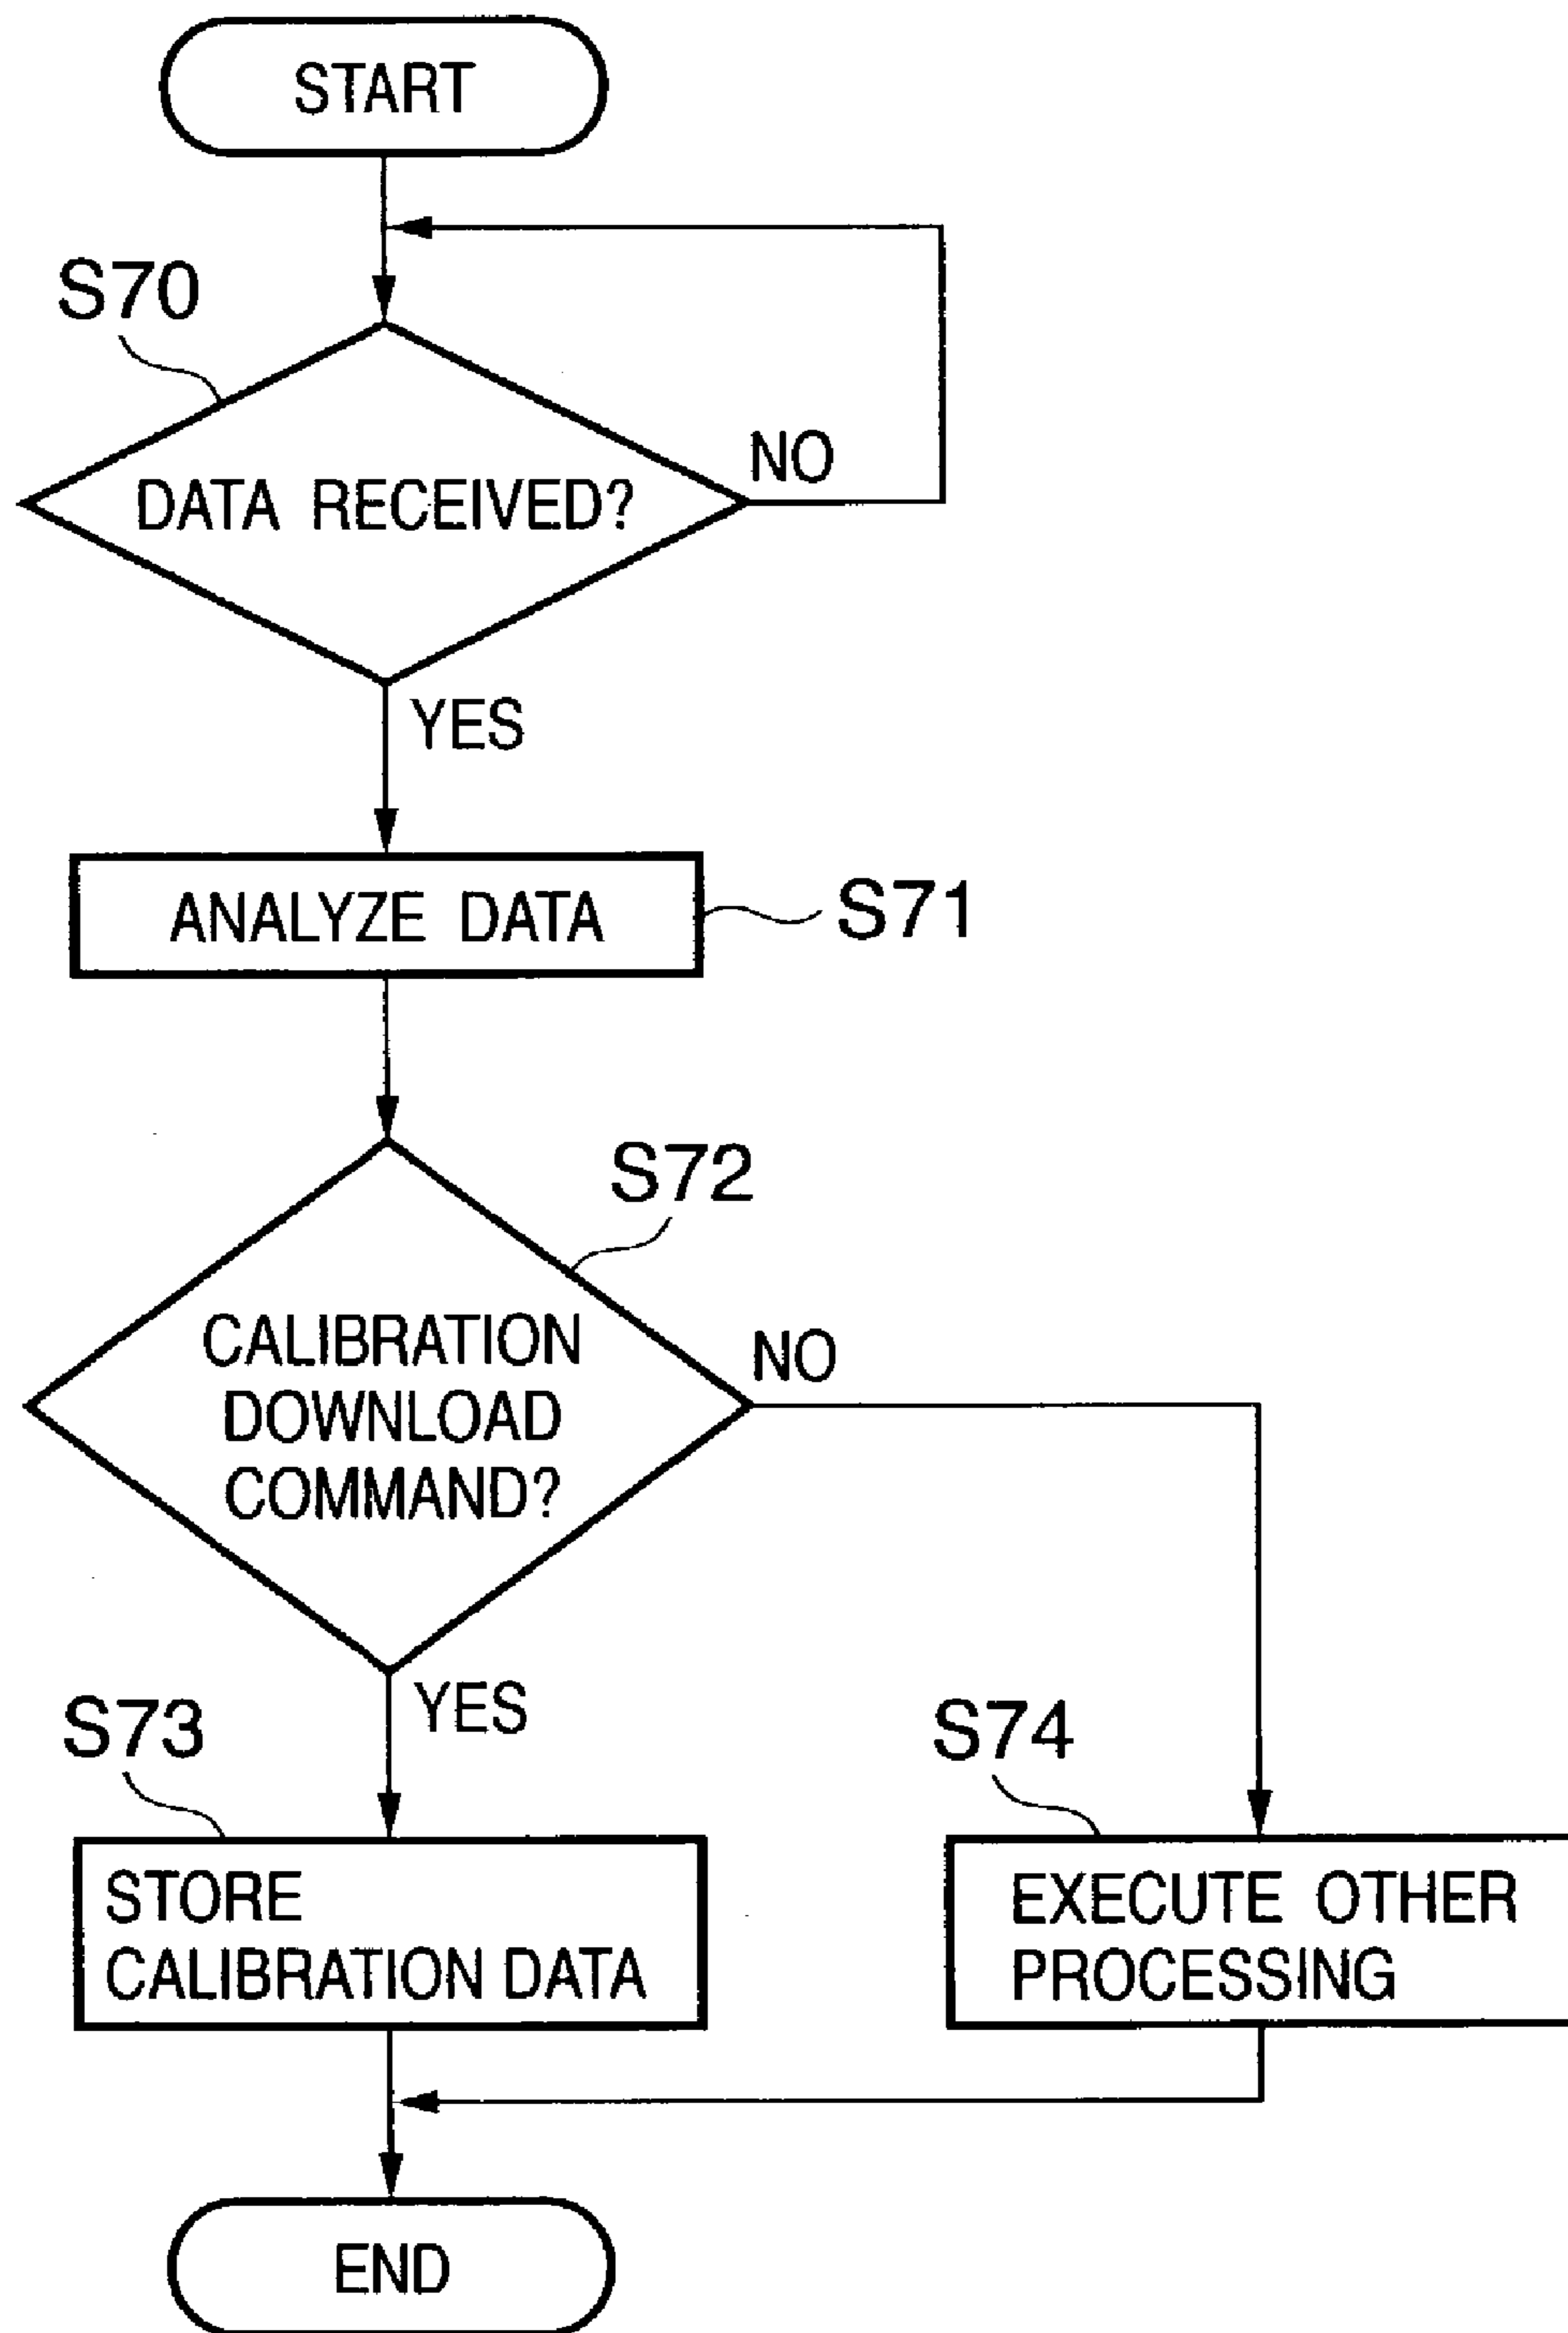 START
S70
DATA RECEIVED?
NO
YES
ANALYZE DATA
S71
S72
CALIBRATION
DOWNLOAD
COMMAND?
NO
YES
S73
S74
STORE
CALIBRATION DATA
EXECUTE OTHER
PROCESSING
END